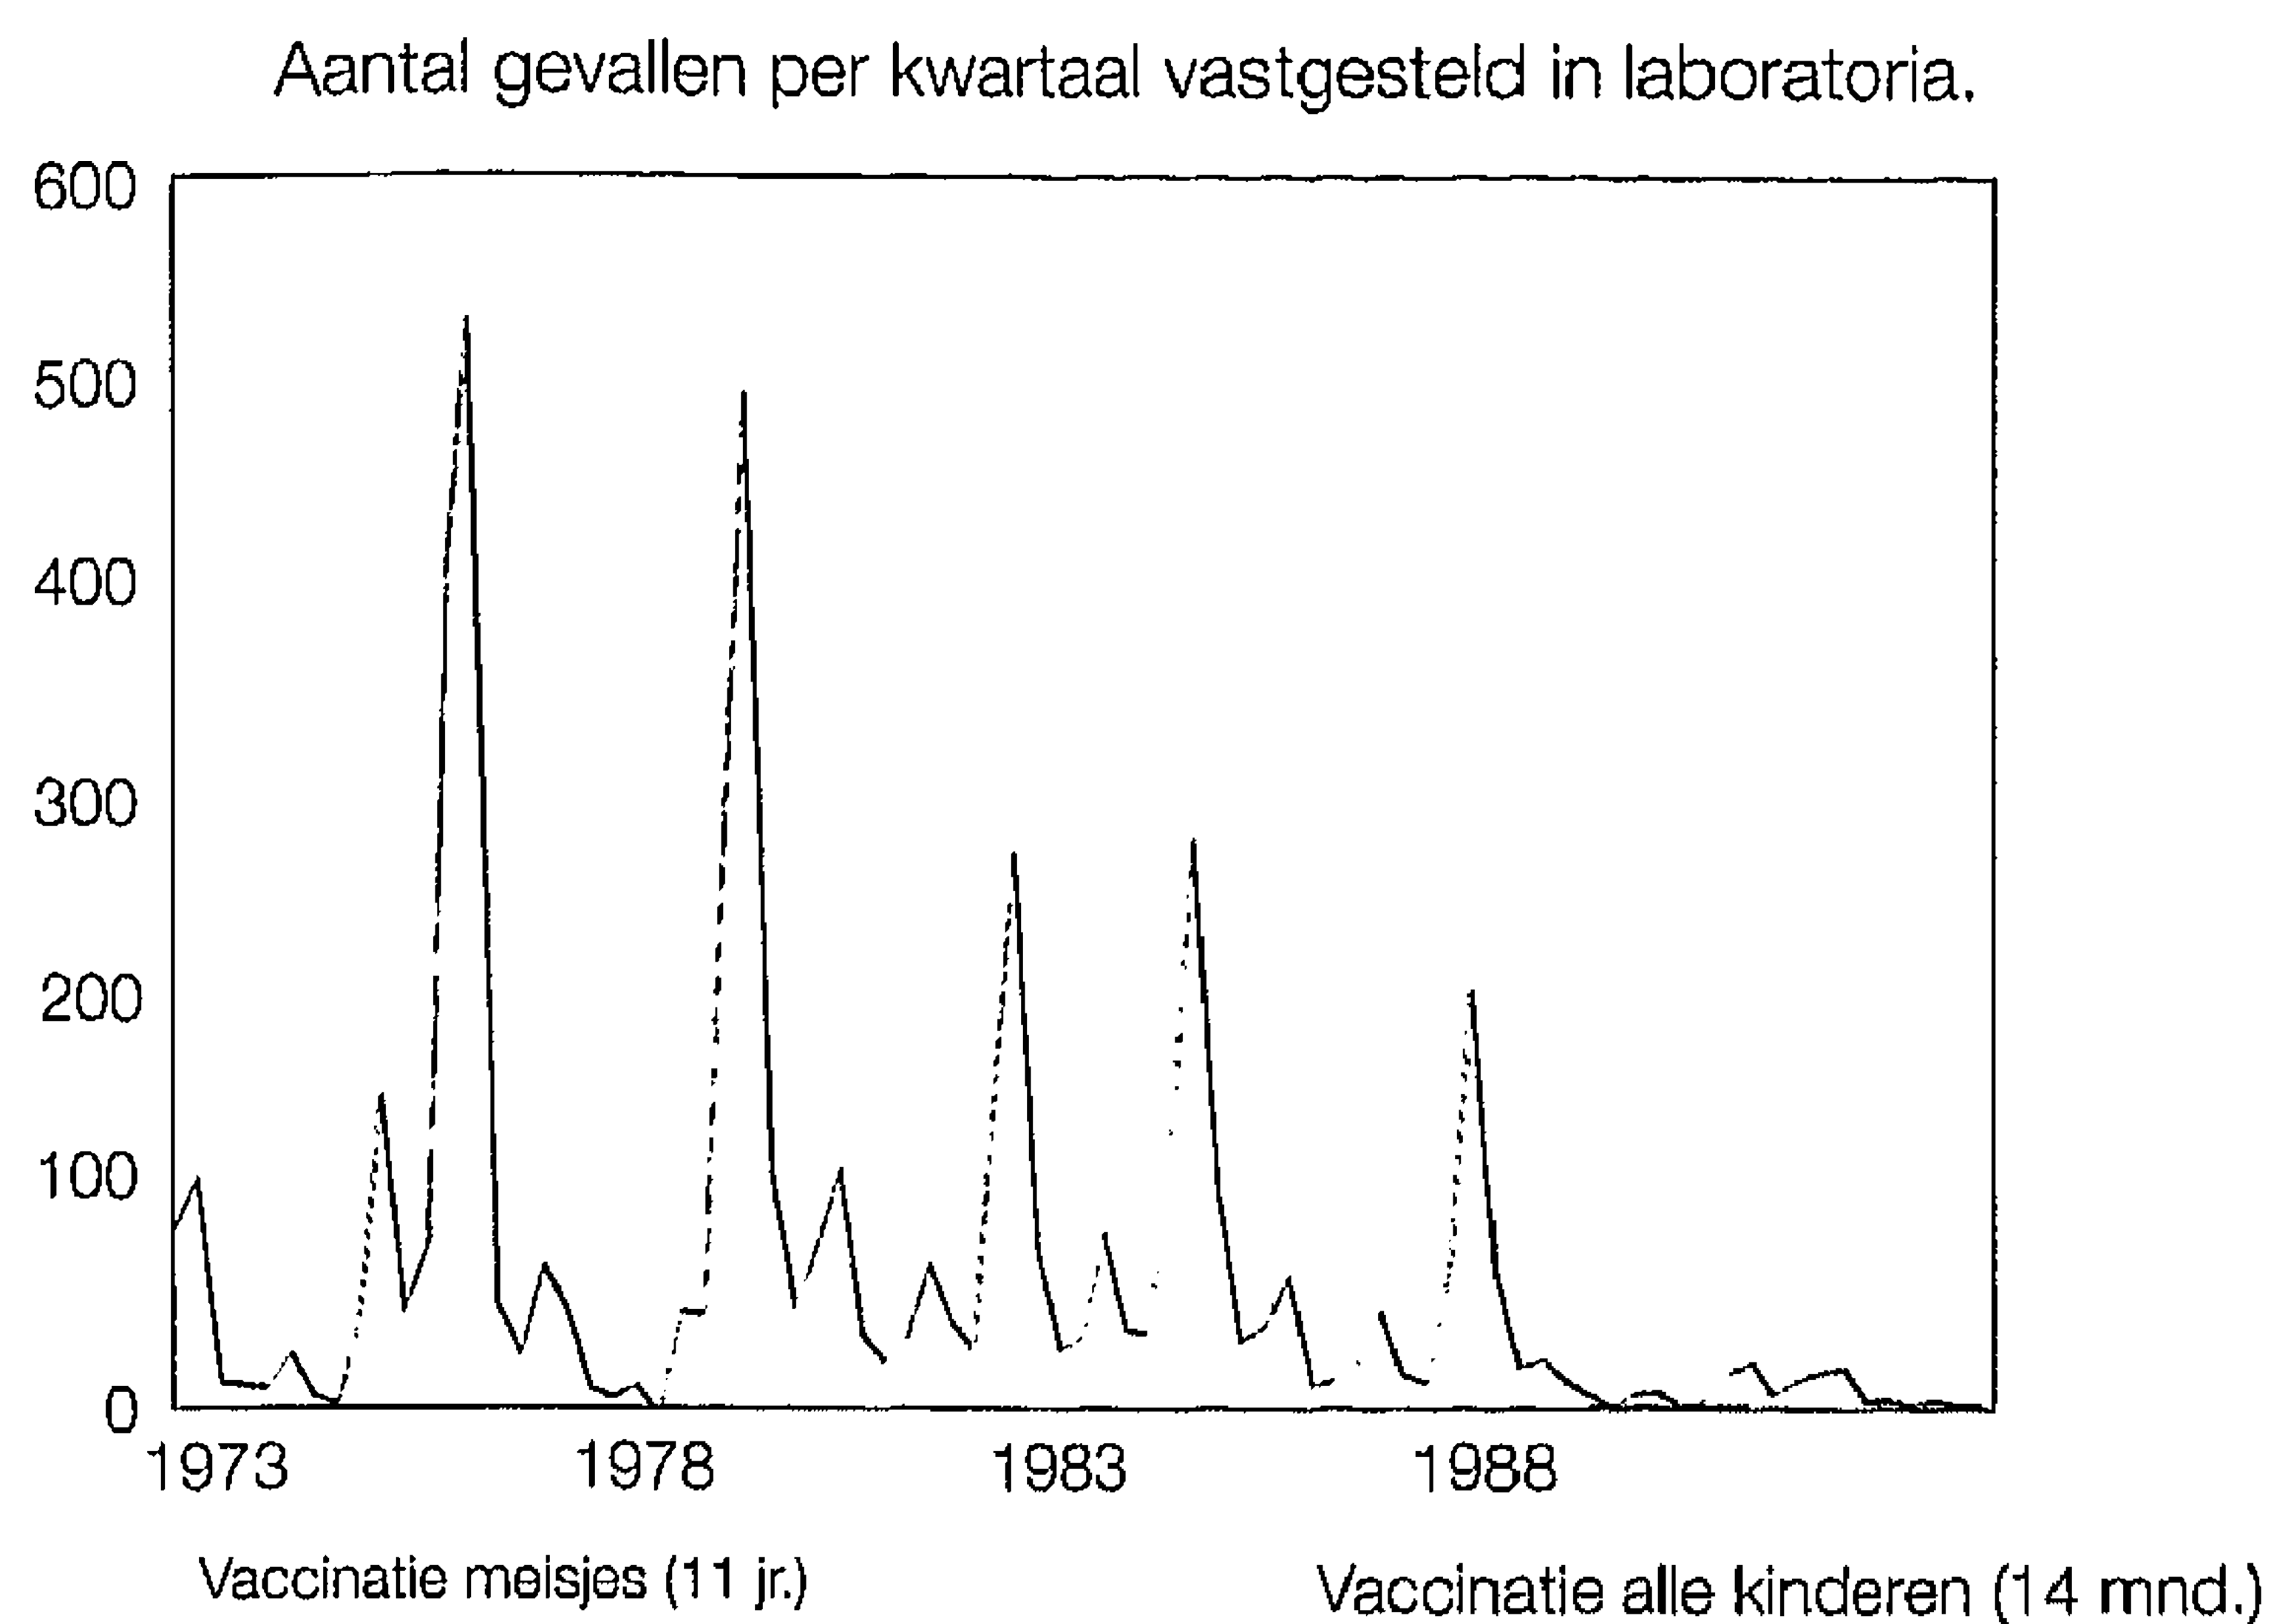 Aantal gevallen per kwartaal vastgesteld in laboratoria.
600
500
400
300
200
100
0
1973 1978 1983 1988
Vaccinatie meisjes (11 jr.) Vaccinatie alle kinderen (14 mnd.)